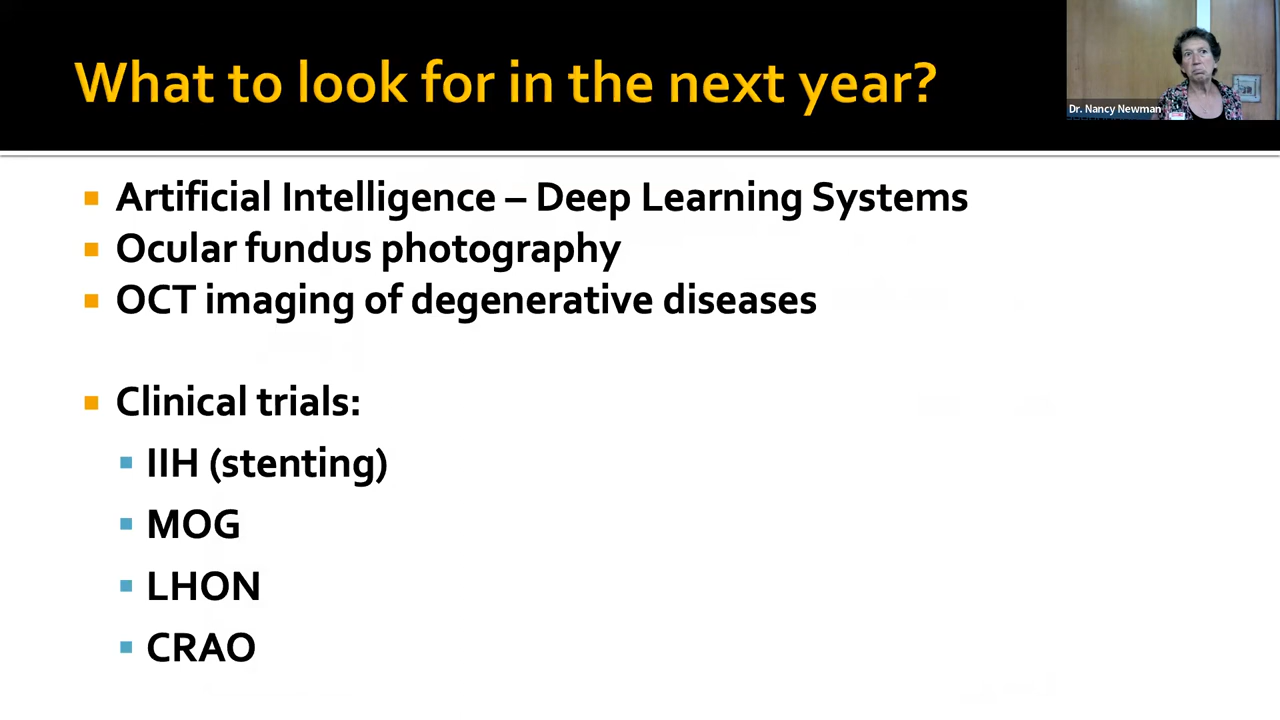 What to look for in the next year?
Dr. Nancy Newman
Artificial Intelligence – Deep Learning Systems
Ocular fundus photography
OCT imaging of degenerative diseases
Clinical trials:
IIH (stenting)
MOG
LHON
CRAO